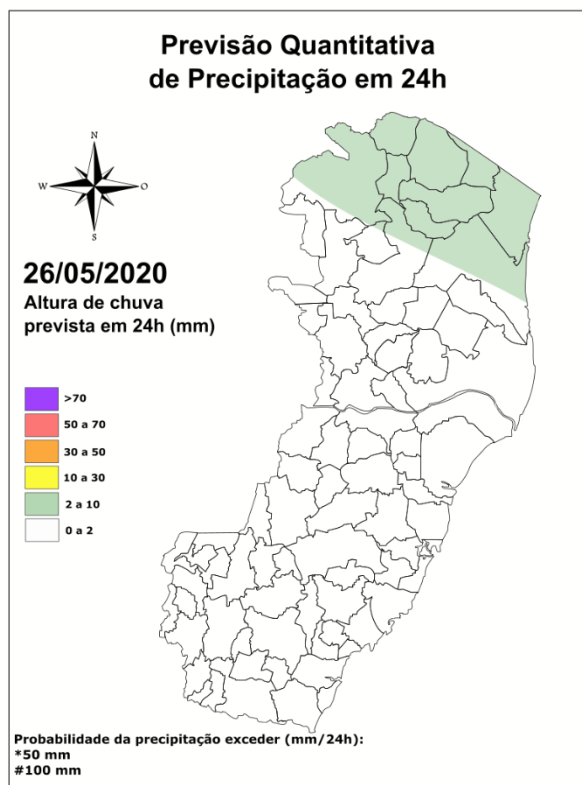 Previsão Quantitativa
de Precipitação em 24h
N
W
O
S
26/05/2020
Altura de chuva
prevista em 24h (mm)
>70
50 a 70
30 a 50
10 a 30
2 a 10
0 a 2
Probabilidade da precipitação exceder (mm/24h):
*50 mm
#100 mm